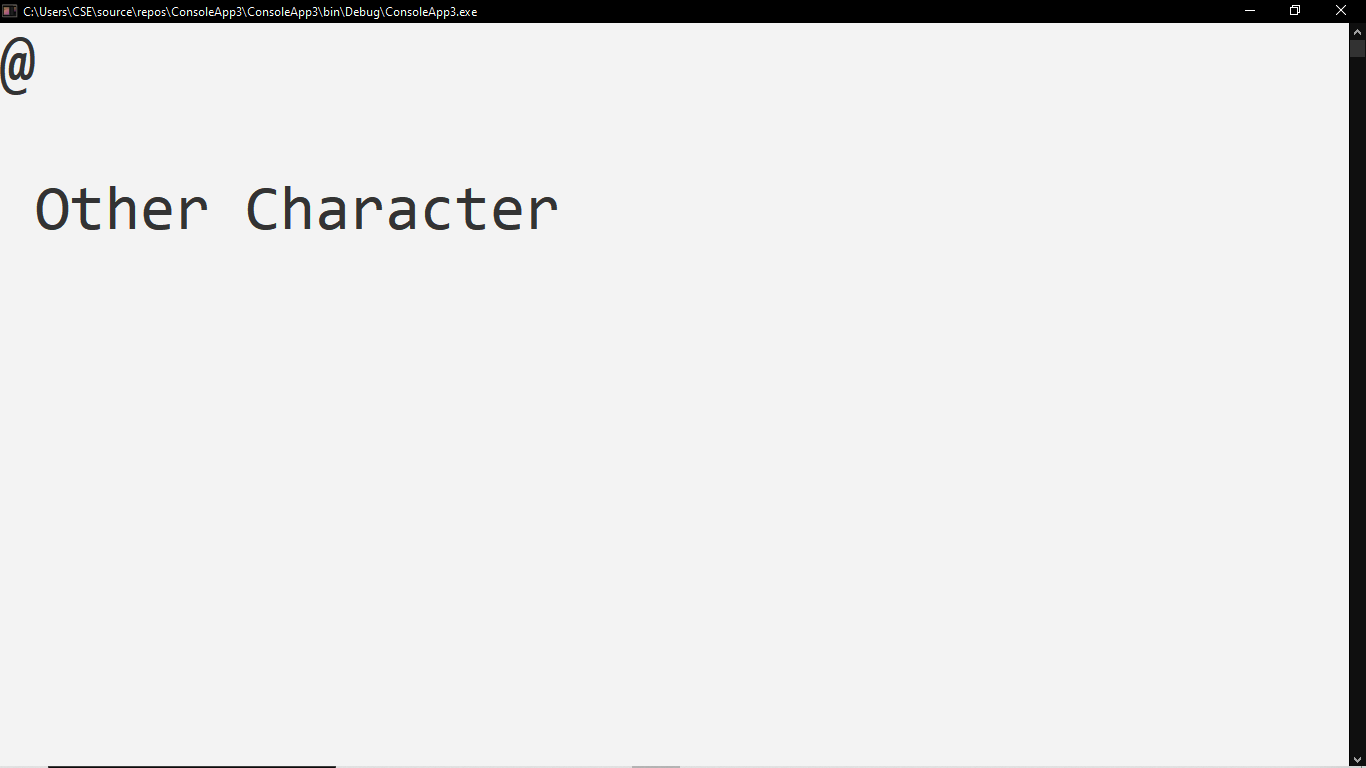 C:\Users\CSE\source\repos\ConsoleApp3\ConsoleApp3\bin\Debug\ConsoleApp3.exe
@
Other Character